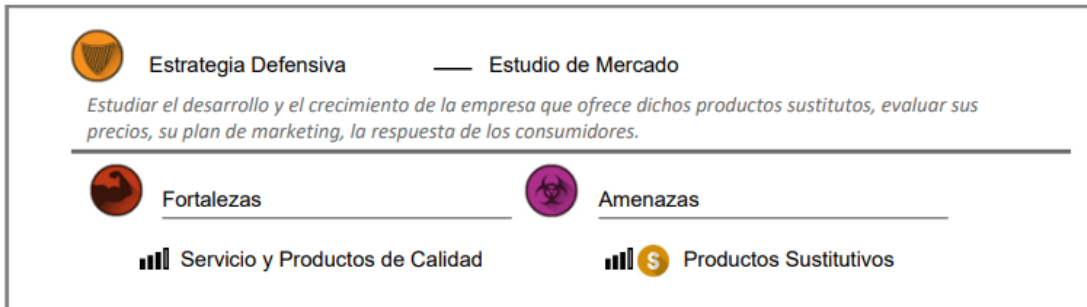 Estrategia Defensiva — Estudio de Mercado
Estudiar el desarrollo y el crecimiento de la empresa que ofrece dichos productos sustitutos, evaluar sus
precios, su plan de marketing, la respuesta de los consumidores.
Fortalezas
Amenazas
Servicio y Productos de Calidad
$ Productos Sustitutivos